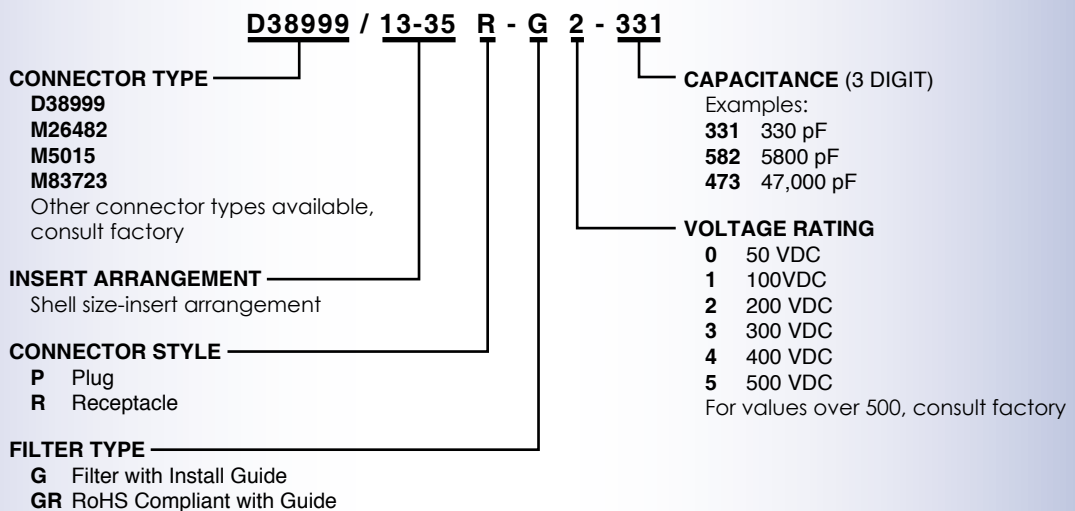 D38999 / 13-35 R - G 2 - 331
CONNECTOR TYPE
D38999
M26482
M5015
M83723
Other connector types available,
consult factory
INSERT ARRANGEMENT
Shell size-insert arrangement
CONNECTOR STYLE
P Plug
R Receptacle
FILTER TYPE
G Filter with Install Guide
GR RoHS Compliant with Guide
CAPACITANCE (3 DIGIT)
Examples:
331 330 pF
582 5800 pF
473 47,000 pF
VOLTAGE RATING
0 50 VDC
1 100VDC
2 200 VDC
3 300 VDC
4 400 VDC
5 500 VDC
For values over 500, consult factory